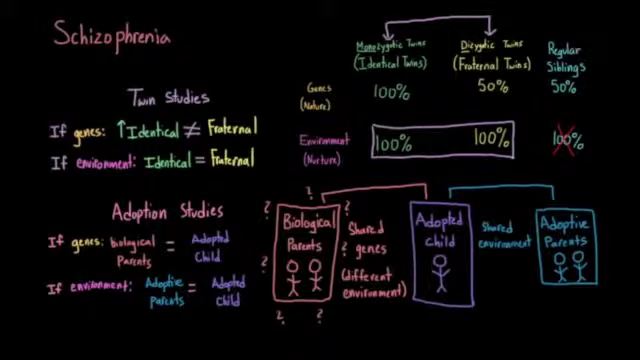 Schizophrenia
Monozygotic Twins
(Identical Twins)
Dizygotic Twins
(Fraternal Twins)
Regular
Siblings
Genes
(Nature)
100%
50%
50%
Environment
(Nurture)
100%
100%
100%
Twin Studies
If genes: ↑Identical ≠ Fraternal
If environment: Identical = Fraternal
Adoption Studies
If genes: biological
Parents
=
Adopted
Child
If environment: Adoptive
parents
=
Adopted
Child
?
?
?
?
?
?
?
Biological
Parents
Shared
genes
(different
environment)
Adopted
Child
Shared
environment
Adoptive
Parents